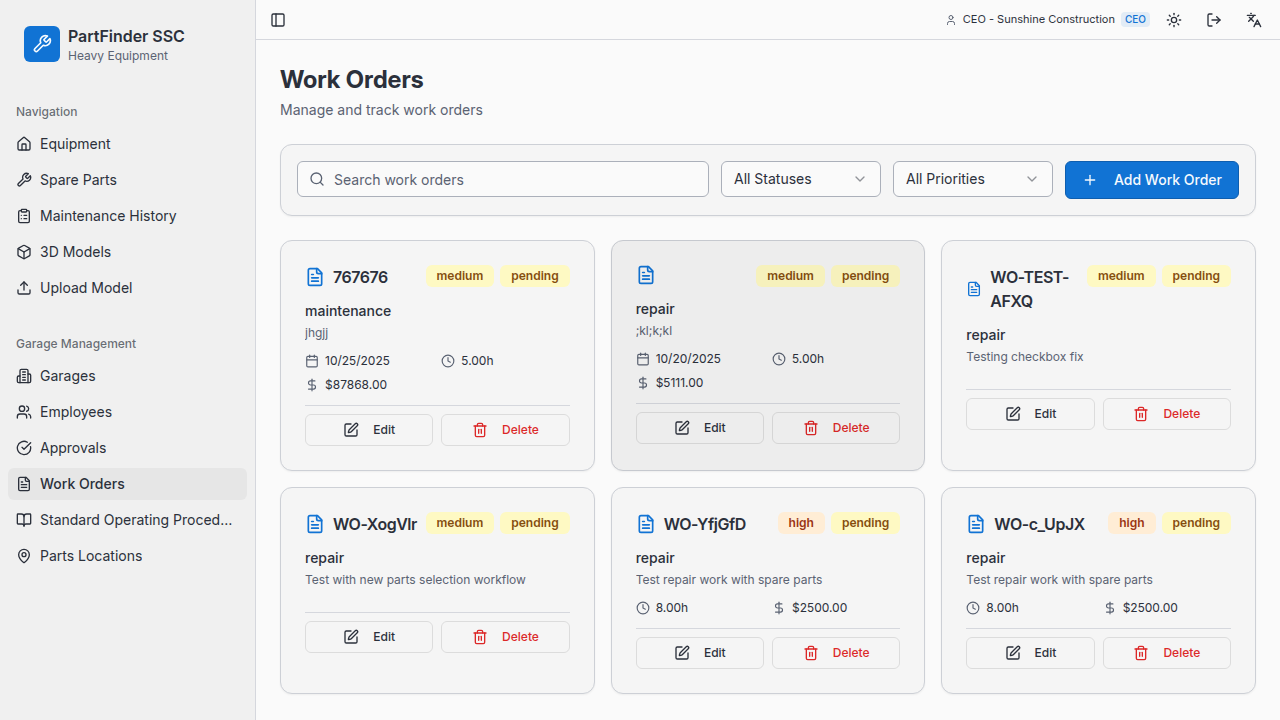 PartFinder SSC
Heavy Equipment
Navigation
Equipment
Spare Parts
Maintenance History
3D Models
Upload Model
Garage Management
Garages
Employees
Approvals
Work Orders
Standard Operating Proced...
Parts Locations
CEO - Sunshine Construction CEO
Work Orders
Manage and track work orders
Search work orders
All Statuses
All Priorities
Add Work Order
767676 medium pending
maintenance
jhgjj
10/25/2025 5.00h
$87868.00
Edit Delete
medium pending
repair
;kl;k;kl
10/20/2025 5.00h
$5111.00
Edit Delete
WO-TEST- medium pending
AFXQ
repair
Testing checkbox fix
Edit Delete
WO-XogVIr medium pending
repair
Test with new parts selection workflow
Edit Delete
WO-YfjGfD high pending
repair
Test repair work with spare parts
8.00h $2500.00
Edit Delete
WO-c_UpJX high pending
repair
Test repair work with spare parts
8.00h $2500.00
Edit Delete